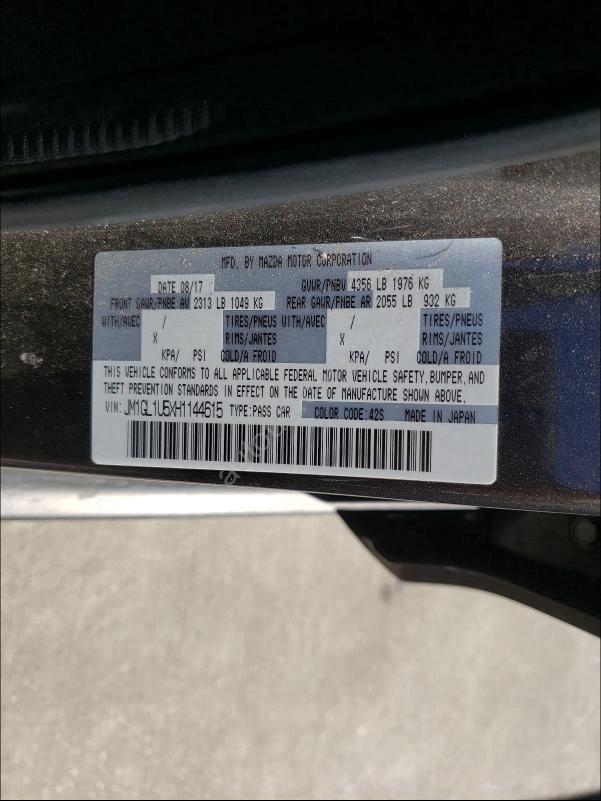 MFD. BY MAZDA MOTOR CORPORATION
DATE 08/17 GVWR/PNBV 4356 LB 1976 KG
FRONT GAWR/PNBE AV 2313 LB 1049 KG REAR GAWR/PNBE AR 2055 LB 932 KG
WITH/AVEC / TIRES/PNEUS WITH/AVEC / TIRES/PNEUS
X RIMS/JANTES X RIMS/JANTES
KPA/ PSI COLD/A FROID KPA/ PSI COLD/A FROID
THIS VEHICLE CONFORMS TO ALL APPLICABLE FEDERAL MOTOR VEHICLE SAFETY, BUMPER, AND
THEFT PREVENTION STANDARDS IN EFFECT ON THE DATE OF MANUFACTURE SHOWN ABOVE.
VIN: JM1GL1U5XH1144615 TYPE: PASS CAR COLOR CODE: 42S MADE IN JAPAN